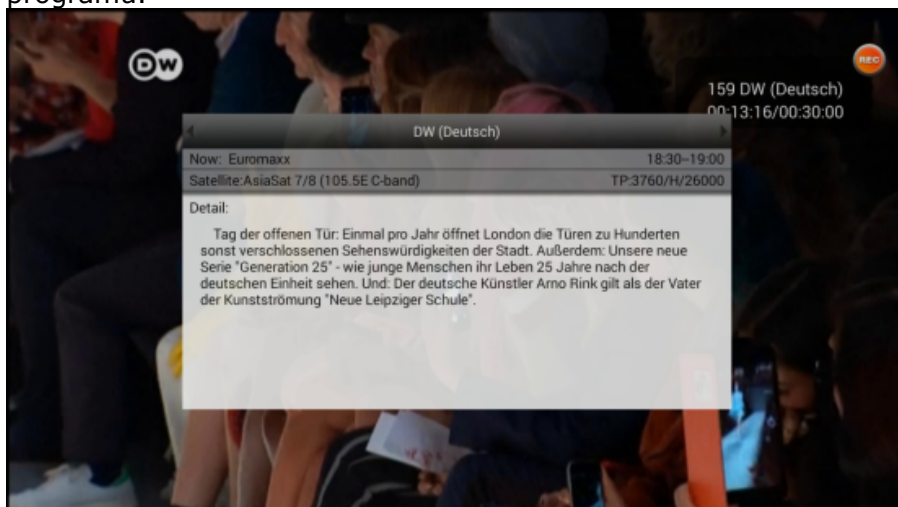 programa.
DW
REC
159 DW (Deutsch)
00:13:16/00:30:00
DW (Deutsch)
Now: Euromaxx 18:30–19:00
Satellite:AsiaSat 7/8 (105.5E C-band) TP:3760/H/26000
Detail:
Tag der offenen Tür: Einmal pro Jahr öffnet London die Türen zu Hunderten
sonst verschlossenen Sehenswürdigkeiten der Stadt. Außerdem: Unsere neue
Serie "Generation 25" - wie junge Menschen ihr Leben 25 Jahre nach der
deutschen Einheit sehen. Und: Der deutsche Künstler Arno Rink gilt als der Vater
der Kunstströmung "Neue Leipziger Schule".